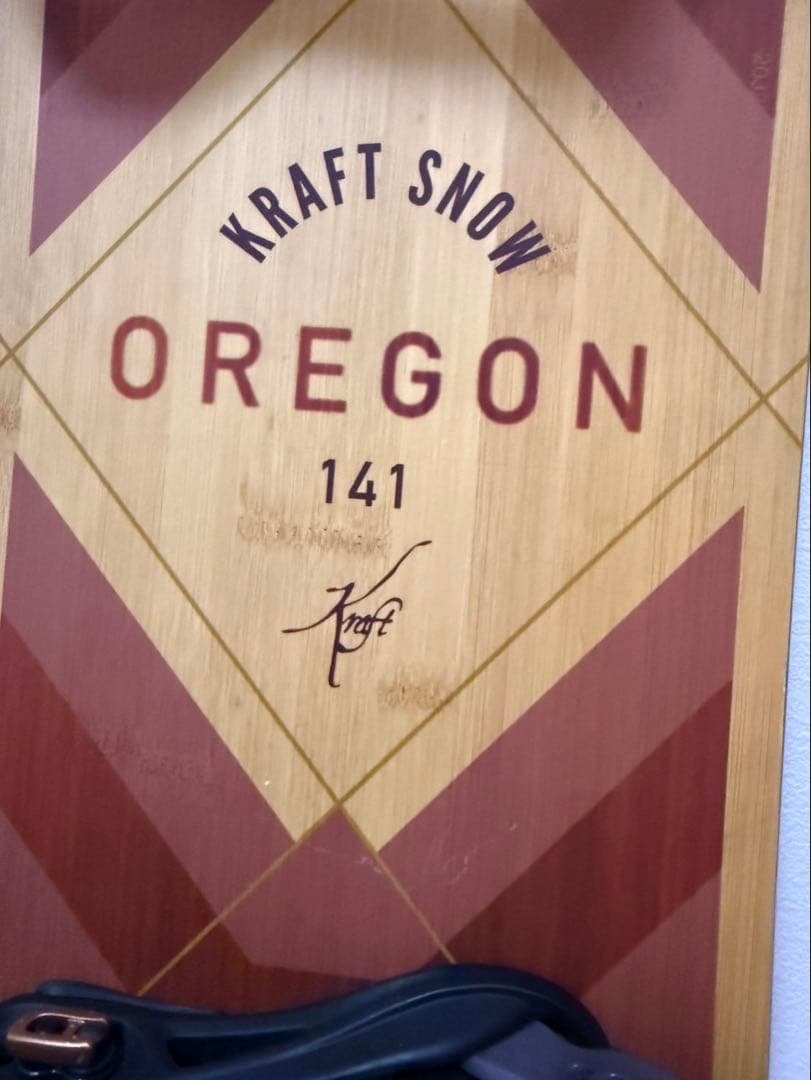 KRAFT SNOW
OREGON
141
Kraft